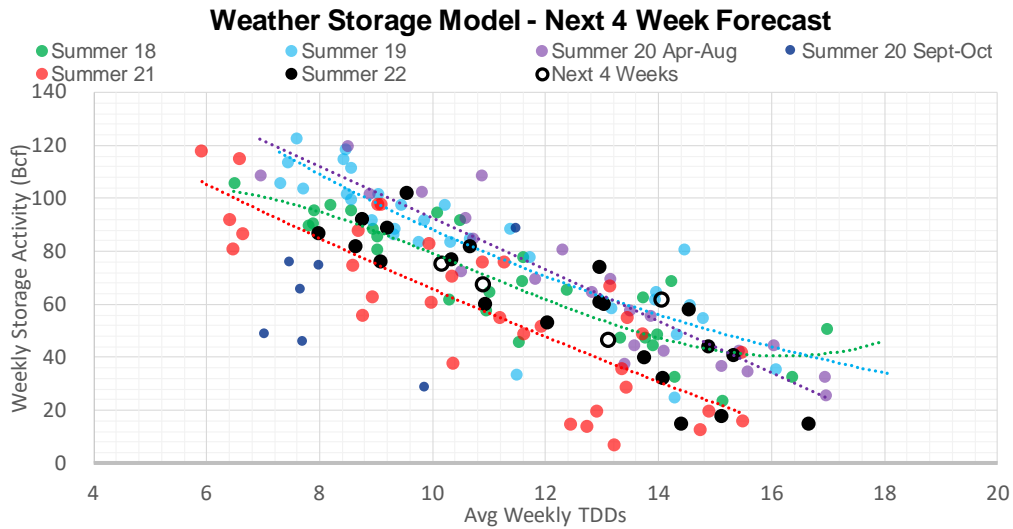 Weather Storage Model - Next 4 Week Forecast
Summer 18 Summer 19 Summer 20 Apr-Aug Summer 20 Sept-Oct
Summer 21 Summer 22 Next 4 Weeks
Weekly Storage Activity (Bcf)
140
120
100
80
60
40
20
0
4 6 8 10 12 14 16 18 20
Avg Weekly TDDs